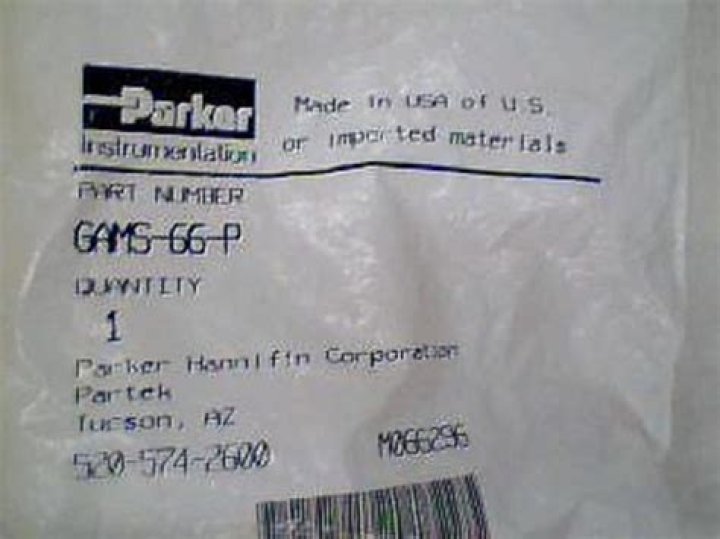 Parker
Instrumentation
Made in USA of U.S.
or imported materials
PART NUMBER
GAMS-66-P
QUANTITY
1
Parker Hannifin Corporation
Partek
Tucson, AZ
520-574-2600
M066296